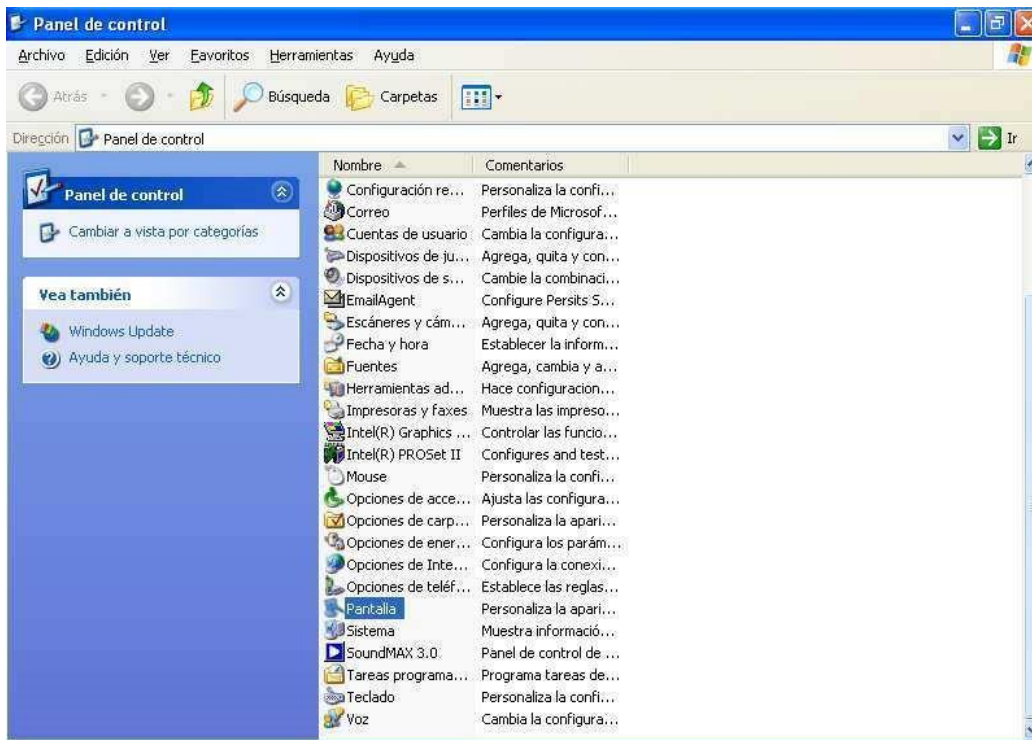 Panel de control
Archivo Edición Ver Favoritos Herramientas Ayuda
Atrás Búsqueda Carpetas
Dirección Panel de control Ir
Panel de control
Cambiar a vista por categorías
Vea también
Windows Update
Ayuda y soporte técnico
Nombre Comentarios
Configuración re... Personaliza la confi...
Correo Perfiles de Microsof...
Cuentas de usuario Cambia la configura...
Dispositivos de ju... Agrega, quita y con...
Dispositivos de s... Cambie la combinaci...
EmailAgent Configure Persits S...
Escáneres y cám... Agrega, quita y con...
Fecha y hora Establecer la inform...
Fuentes Agrega, cambia y a...
Herramientas ad... Hace configuracion...
Impresoras y faxes Muestra las impreso...
Intel(R) Graphics ... Controlar las funcio...
Intel(R) PROSet II Configures and test...
Mouse Personaliza la confi...
Opciones de acce... Ajusta las configura...
Opciones de carp... Personaliza la apari...
Opciones de ener... Configura los parám...
Opciones de Inte... Configura la conexi...
Opciones de teléf... Establece las reglas...
Pantalla Personaliza la apari...
Sistema Muestra informació...
SoundMAX 3.0 Panel de control de ...
Tareas programa... Programa tareas de...
Teclado Personaliza la confi...
Voz Cambia la configura...